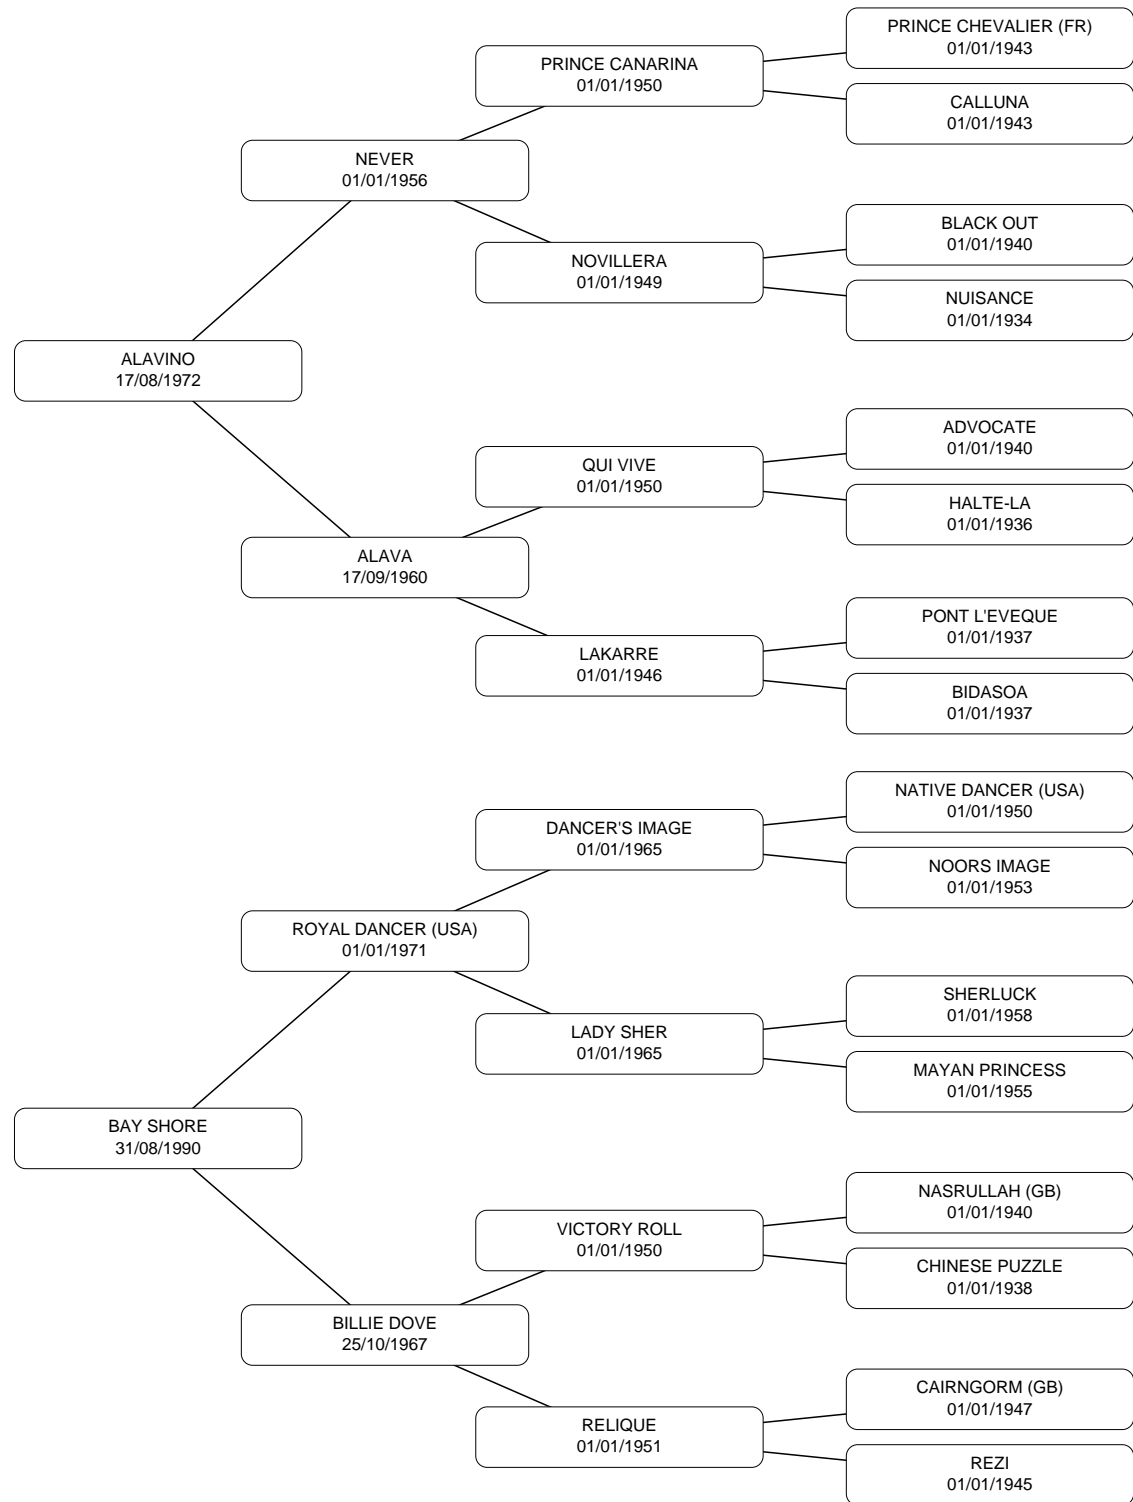 PRINCE CHEVALIER (FR)
01/01/1943
PRINCE CANARINA
01/01/1950
CALLUNA
01/01/1943
NEVER
01/01/1956
BLACK OUT
01/01/1940
NOVILLERA
01/01/1949
NUISANCE
01/01/1934
ALAVINO
17/08/1972
ADVOCATE
01/01/1940
QUI VIVE
01/01/1950
HALTE-LA
01/01/1936
ALAVA
17/09/1960
PONT L'EVEQUE
01/01/1937
LAKARRE
01/01/1946
BIDASOA
01/01/1937
NATIVE DANCER (USA)
01/01/1950
DANCER'S IMAGE
01/01/1965
NOORS IMAGE
01/01/1953
ROYAL DANCER (USA)
01/01/1971
SHERLUCK
01/01/1958
LADY SHER
01/01/1965
MAYAN PRINCESS
01/01/1955
BAY SHORE
31/08/1990
NASRULLAH (GB)
01/01/1940
VICTORY ROLL
01/01/1950
CHINESE PUZZLE
01/01/1938
BILLIE DOVE
25/10/1967
CAIRNGORM (GB)
01/01/1947
RELIQUE
01/01/1951
REZI
01/01/1945